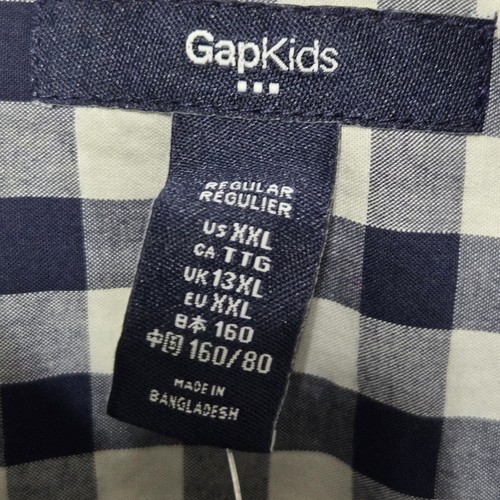 GapKids
REGULAR
RÉGULIER
US XXL
CA TTG
UK 13XL
EU XXL
日本 160
中国 160/80
MADE IN
BANGLADESH